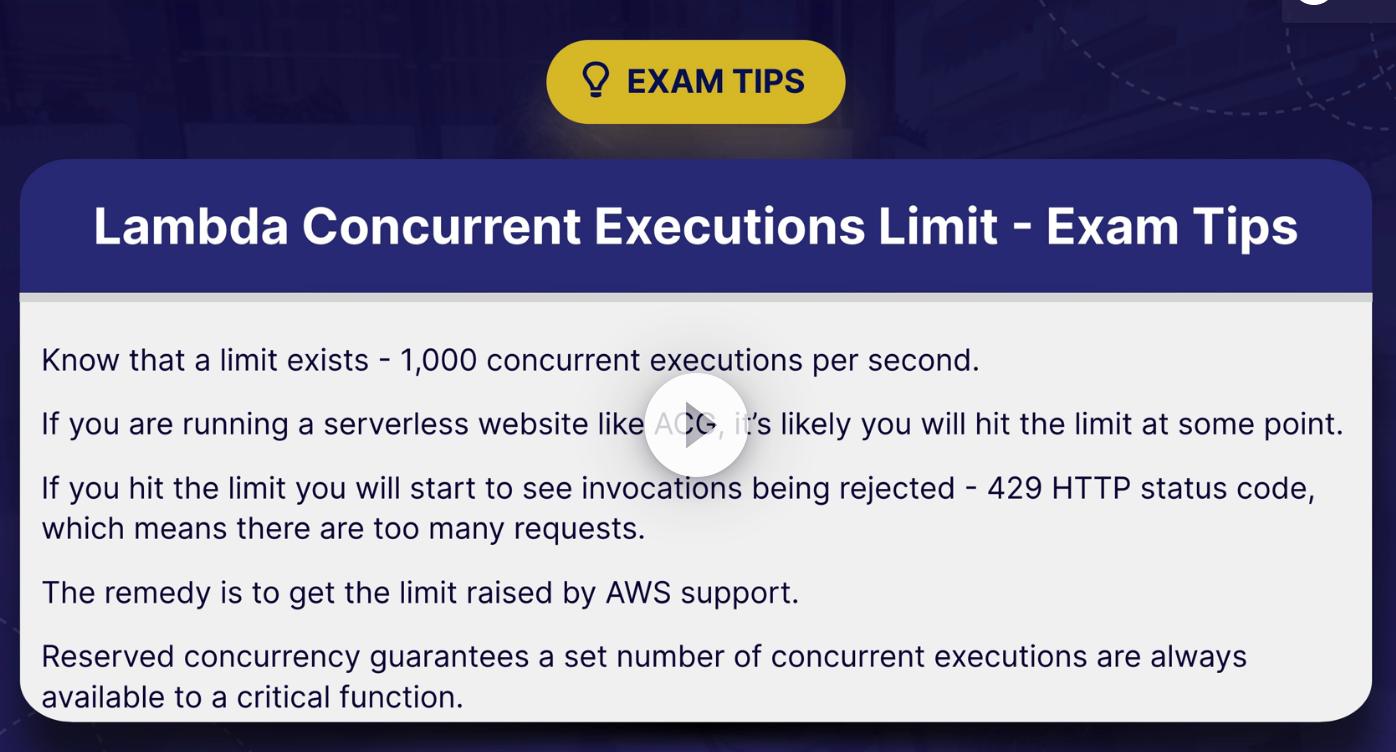 EXAM TIPS
Lambda Concurrent Executions Limit - Exam Tips
Know that a limit exists - 1,000 concurrent executions per second.
If you are running a serverless website like ACG, it’s likely you will hit the limit at some point.
If you hit the limit you will start to see invocations being rejected - 429 HTTP status code,
which means there are too many requests.
The remedy is to get the limit raised by AWS support.
Reserved concurrency guarantees a set number of concurrent executions are always
available to a critical function.